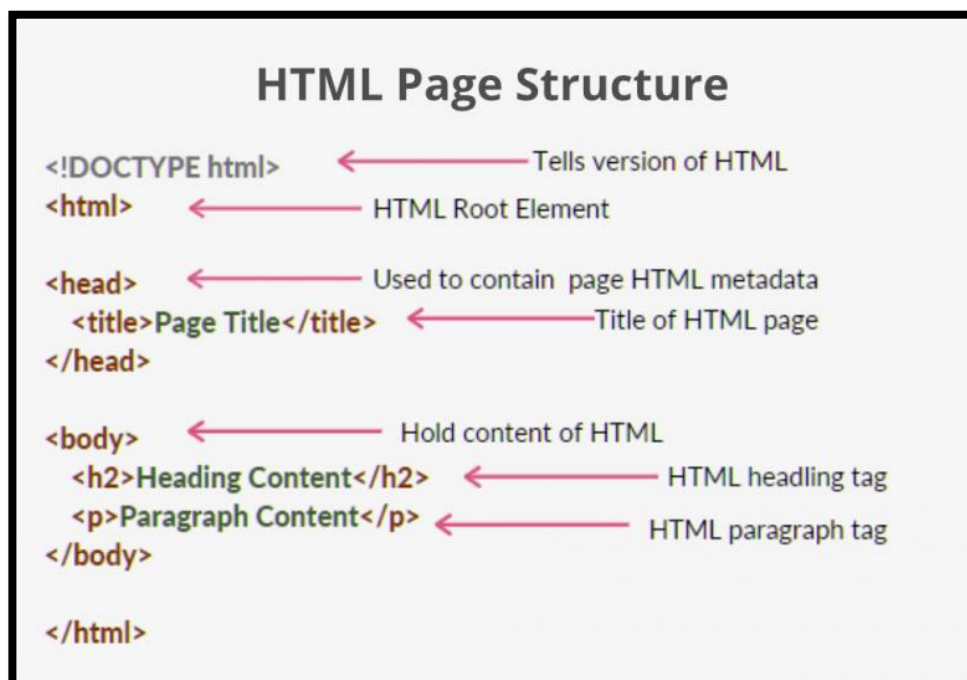 HTML Page Structure
<!DOCTYPE html> Tells version of HTML
<html> HTML Root Element
<head> Used to contain page HTML metadata
<title>Page Title</title> Title of HTML page
</head>
<body> Hold content of HTML
<h2>Heading Content</h2> HTML headling tag
<p>Paragraph Content</p> HTML paragraph tag
</body>
</html>